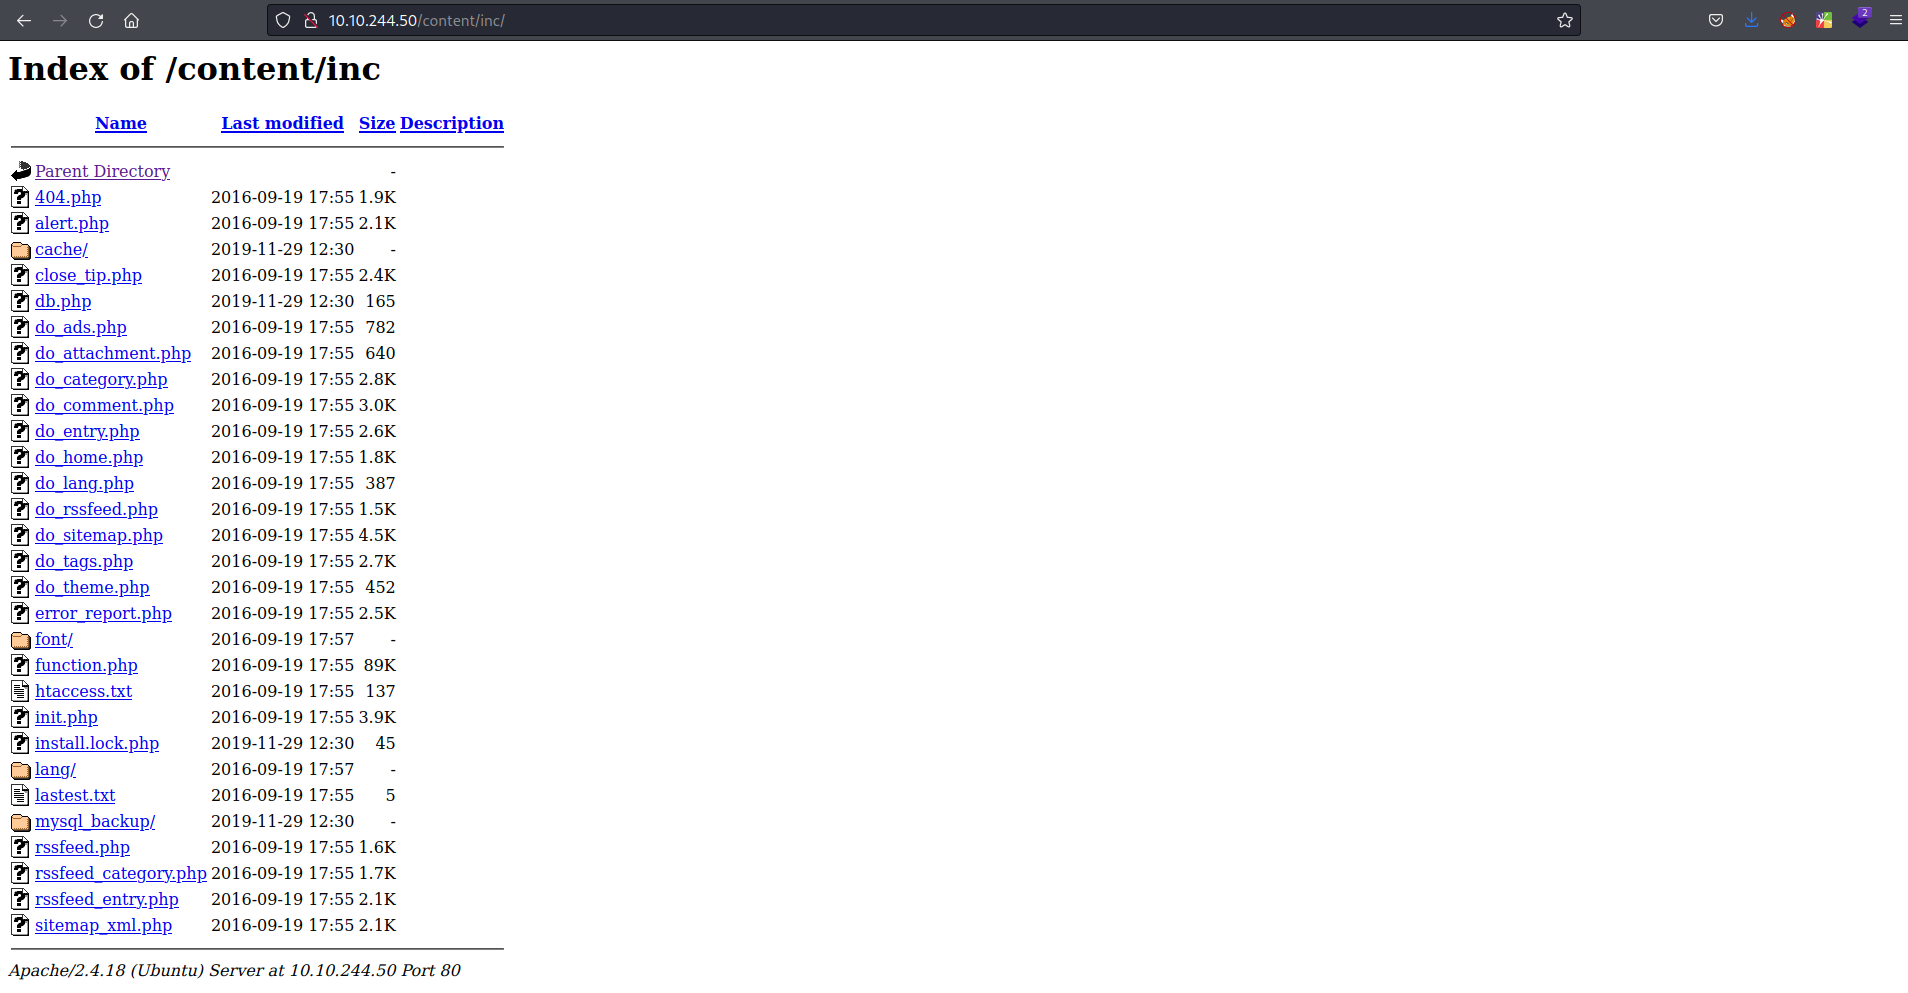 10.10.244.50/content/inc/
2
Index of /content/inc
Name Last modified Size Description
Parent Directory -
404.php 2016-09-19 17:55 1.9K
alert.php 2016-09-19 17:55 2.1K
cache/ 2019-11-29 12:30 -
close_tip.php 2016-09-19 17:55 2.4K
db.php 2019-11-29 12:30 165
do_ads.php 2016-09-19 17:55 782
do_attachment.php 2016-09-19 17:55 640
do_category.php 2016-09-19 17:55 2.8K
do_comment.php 2016-09-19 17:55 3.0K
do_entry.php 2016-09-19 17:55 2.6K
do_home.php 2016-09-19 17:55 1.8K
do_lang.php 2016-09-19 17:55 387
do_rssfeed.php 2016-09-19 17:55 1.5K
do_sitemap.php 2016-09-19 17:55 4.5K
do_tags.php 2016-09-19 17:55 2.7K
do_theme.php 2016-09-19 17:55 452
error_report.php 2016-09-19 17:55 2.5K
font/ 2016-09-19 17:57 -
function.php 2016-09-19 17:55 89K
htaccess.txt 2016-09-19 17:55 137
init.php 2016-09-19 17:55 3.9K
install.lock.php 2019-11-29 12:30 45
lang/ 2016-09-19 17:57 -
lastest.txt 2016-09-19 17:55 5
mysql_backup/ 2019-11-29 12:30 -
rssfeed.php 2016-09-19 17:55 1.6K
rssfeed_category.php 2016-09-19 17:55 1.7K
rssfeed_entry.php 2016-09-19 17:55 2.1K
sitemap_xml.php 2016-09-19 17:55 2.1K
Apache/2.4.18 (Ubuntu) Server at 10.10.244.50 Port 80